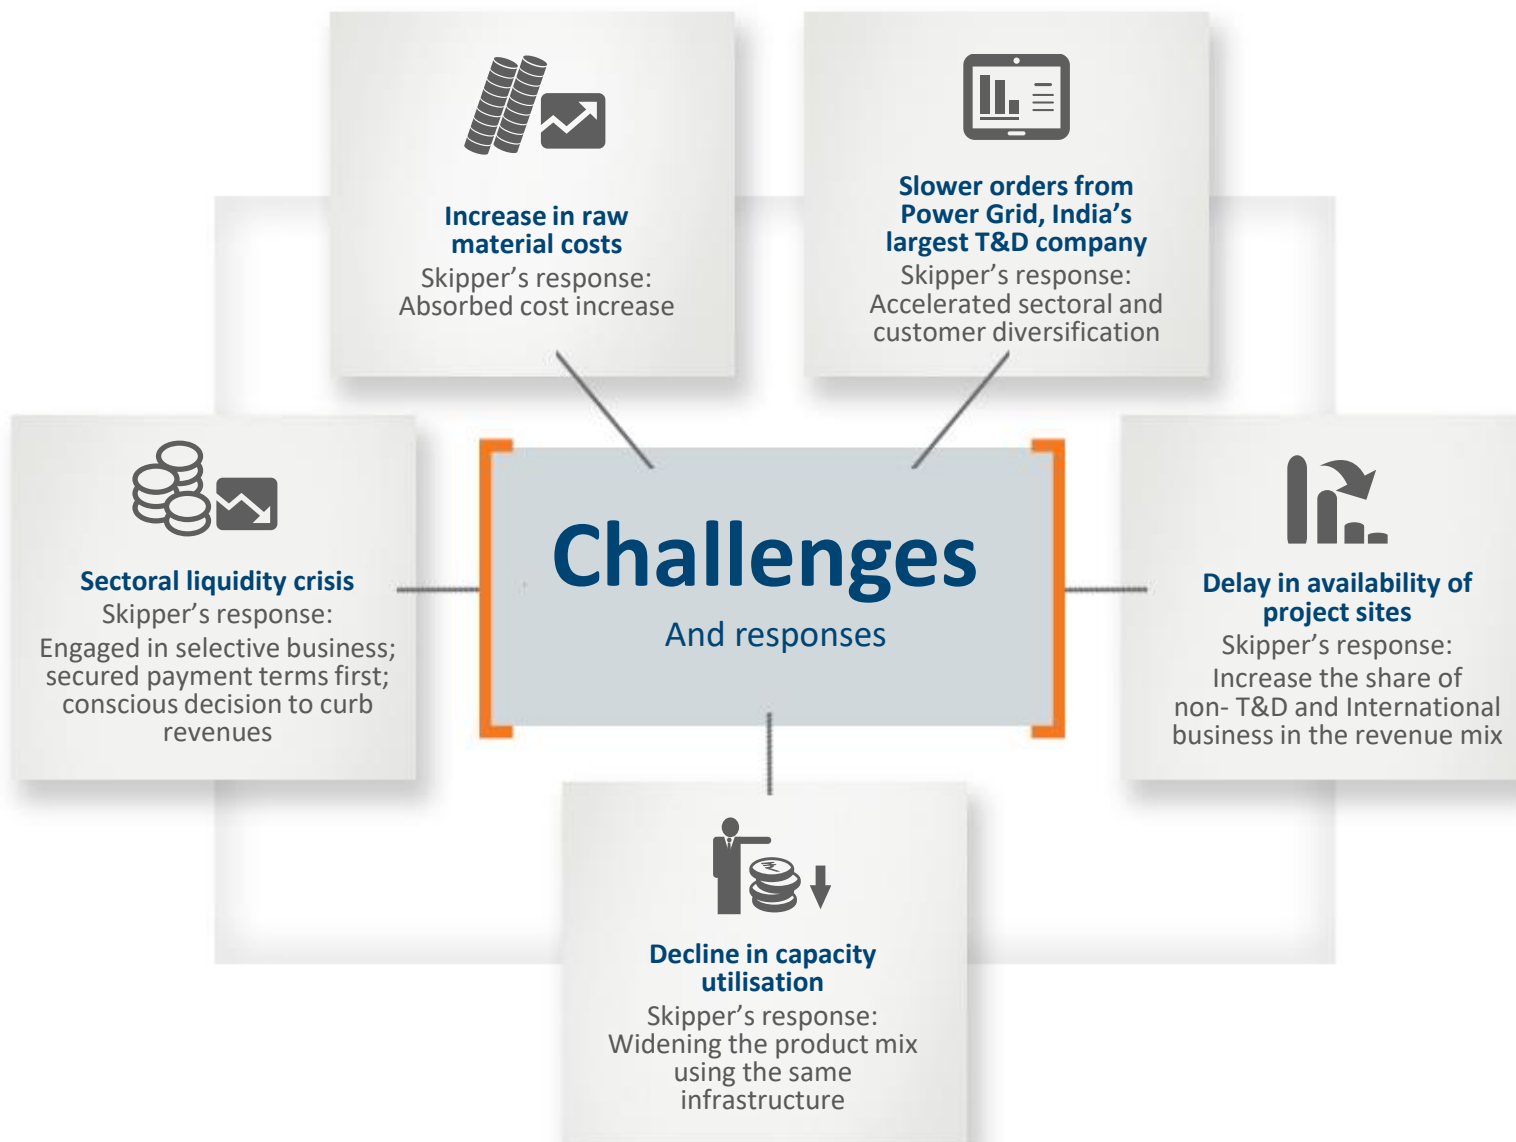 Increase in raw
material costs
Skipper’s response:
Absorbed cost increase
Slower orders from
Power Grid, India’s
largest T&D company
Skipper’s response:
Accelerated sectoral and
customer diversification
Sectoral liquidity crisis
Skipper’s response:
Engaged in selective business;
secured payment terms first;
conscious decision to curb
revenues
Challenges
And responses
Delay in availability of
project sites
Skipper’s response:
Increase the share of
non- T&D and International
business in the revenue mix
₹
Decline in capacity
utilisation
Skipper’s response:
Widening the product mix
using the same
infrastructure